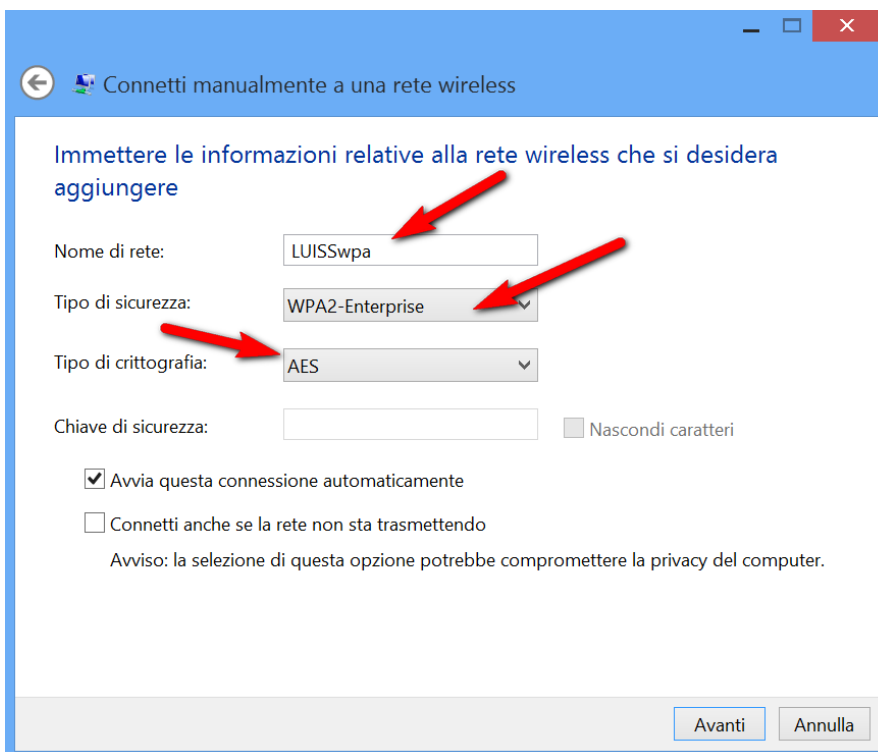 Connetti manualmente a una rete wireless
Immettere le informazioni relative alla rete wireless che si desidera
aggiungere
Nome di rete: LUISSwpa
Tipo di sicurezza: WPA2-Enterprise
Tipo di crittografia: AES
Chiave di sicurezza: Nascondi caratteri
Avvia questa connessione automaticamente
Connetti anche se la rete non sta trasmettendo
Avviso: la selezione di questa opzione potrebbe compromettere la privacy del computer.
Avanti Annulla